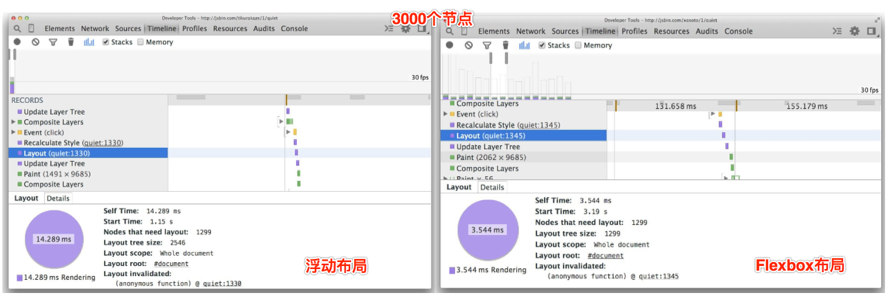 3000个节点
Developer Tools - http://jsbin.com/thozatzer/1/quiet
Elements Network Sources Timeline Profiles Resources Audits Console
Stacks Memory
30 fps
RECORDS
Update Layer Tree
Composite Layers
Event (click)
Recalculate Style (quiet:1330)
Layout (quiet:1330)
Update Layer Tree
Paint (1491 × 9685)
Composite Layers
Layout Details
14.289 ms
14.289 ms Rendering
Self Time: 14.289 ms
Start Time: 1.15 s
Nodes that need layout: 1299
Layout tree size: 2546
Layout scope: Whole document
Layout root: #document
Layout invalidated:
(anonymous function) @ quiet:1330
浮动布局
Elements Network Sources Timeline Profiles Resources Audits Console
Stacks Memory
30 fps
131.658 ms 155.179 ms
Composite Layers
Event (click)
Recalculate Style (quiet:1345)
Layout (quiet:1345)
Update Layer Tree
Paint (2062 × 9685)
Composite Layers
Paint × 56
Layout Details
3.544 ms
3.544 ms Rendering
Self Time: 3.544 ms
Start Time: 3.19 s
Nodes that need layout: 1299
Layout tree size: 1299
Layout scope: Whole document
Layout root: #document
Layout invalidated:
(anonymous function) @ quiet:1345
Flexbox布局